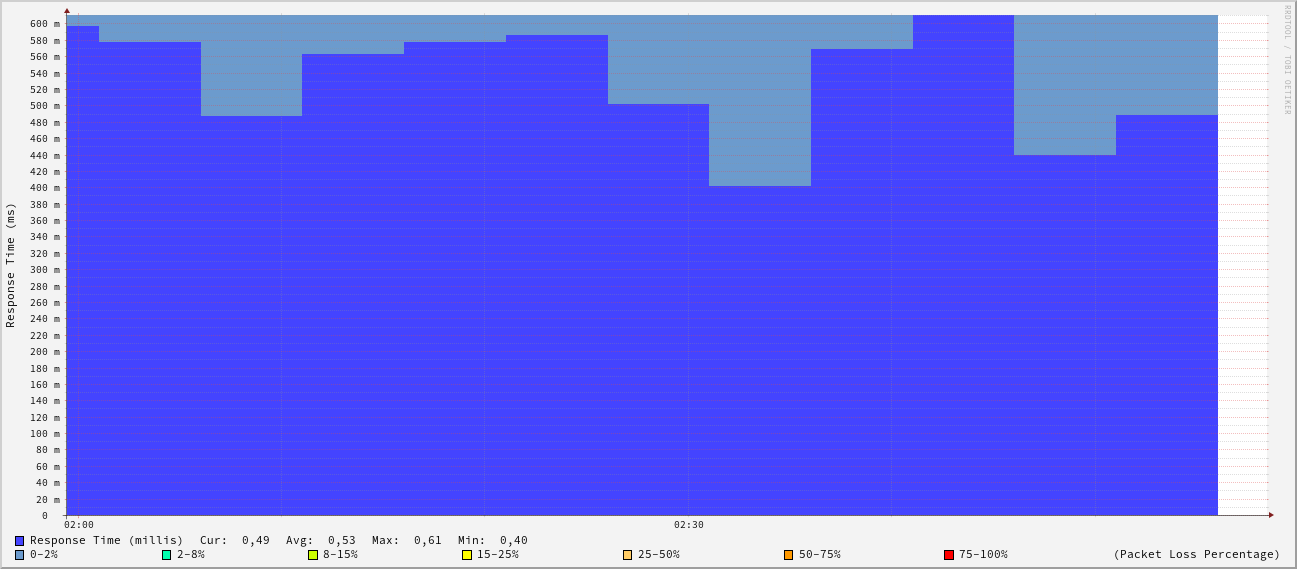 RRDTOOL / TOBI OETIKER
Response Time (ms)
600 m
580 m
560 m
540 m
520 m
500 m
480 m
460 m
440 m
420 m
400 m
380 m
360 m
340 m
320 m
300 m
280 m
260 m
240 m
220 m
200 m
180 m
160 m
140 m
120 m
100 m
80 m
60 m
40 m
20 m
0
02:00 02:30
Response Time (millis) Cur: 0,49 Avg: 0,53 Max: 0,61 Min: 0,40
0-2% 2-8% 8-15% 15-25% 25-50% 50-75% 75-100% (Packet Loss Percentage)